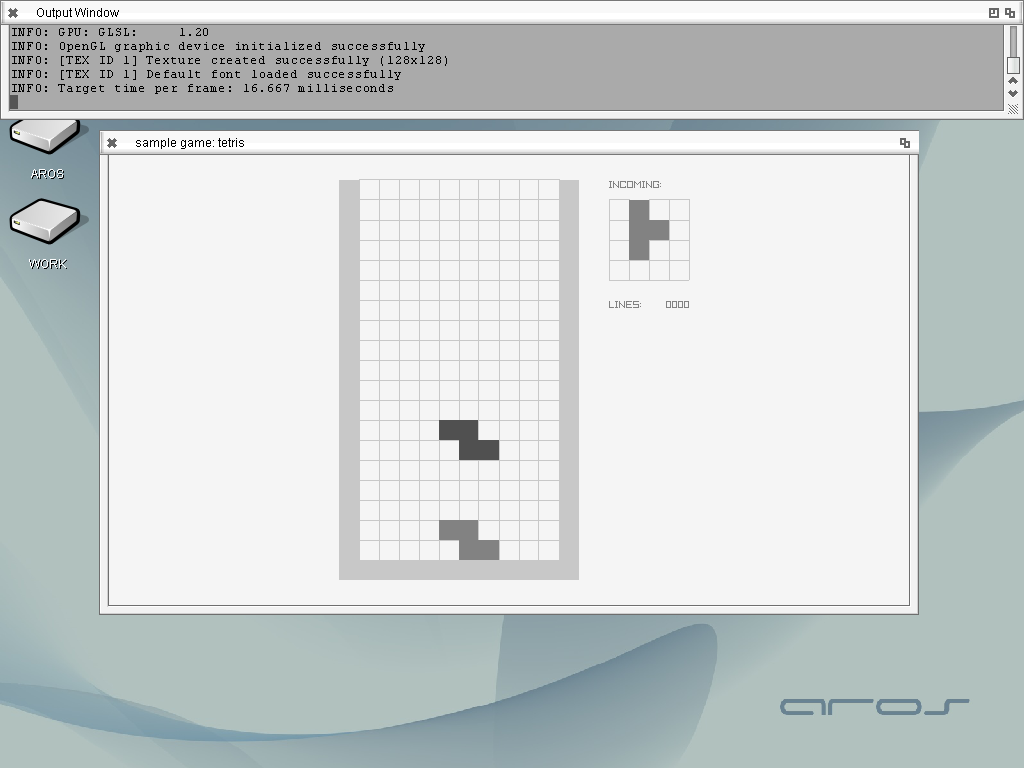 Output Window
INFO: GPU: GLSL:     1.20
INFO: OpenGL graphic device initialized successfully
INFO: [TEX ID 1] Texture created successfully (128x128)
INFO: [TEX ID 1] Default font loaded successfully
INFO: Target time per frame: 16.667 milliseconds
sample game: tetris
AROS
WORK
INCOMING:
LINES: 0000
aros